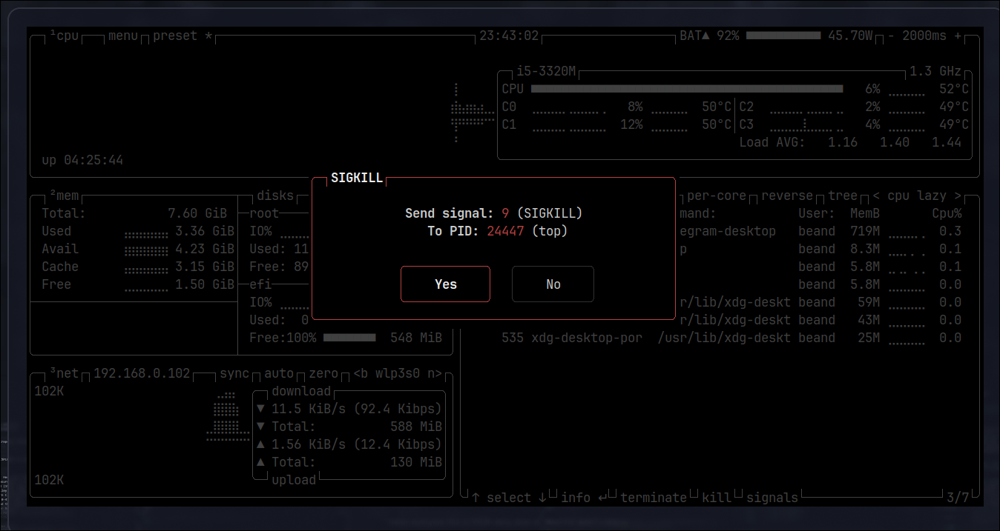 ¹cpu menu preset * 23:43:02 BAT▲ 92% 45.70W - 2000ms +
i5-3320M 1.3 GHz
CPU 6% 52°C
C0 8% 50°C C2 2% 49°C
C1 12% 50°C C3 4% 49°C
Load AVG: 1.16 1.40 1.44
up 04:25:44
SIGKILL
Send signal: 9 (SIGKILL)
To PID: 24447 (top)
Yes No
²mem disks
Total: 7.60 GiB root
Used 3.36 GiB IO%
Avail 4.23 GiB Used: 11
Cache 3.15 GiB Free: 89
Free 1.50 GiB efi
IO%
Used: 0
Free:100% 548 MiB
per-core reverse tree < cpu lazy >
mand: User: MemB Cpu%
egram-desktop beand 719M 0.3
p beand 8.3M 0.1
beand 5.8M 0.1
beand 5.8M 0.0
r/lib/xdg-deskt beand 59M 0.0
r/lib/xdg-deskt beand 43M 0.0
535 xdg-desktop-por /usr/lib/xdg-deskt beand 25M 0.0
³net 192.168.0.102 sync auto zero <b wlp3s0 n>
102K
download
▼ 11.5 KiB/s (92.4 Kibps)
▼ Total: 588 MiB
▲ 1.56 KiB/s (12.4 Kibps)
▲ Total: 130 MiB
102K
upload
↑ select ↓ info ↵ terminate kill signals 3/7